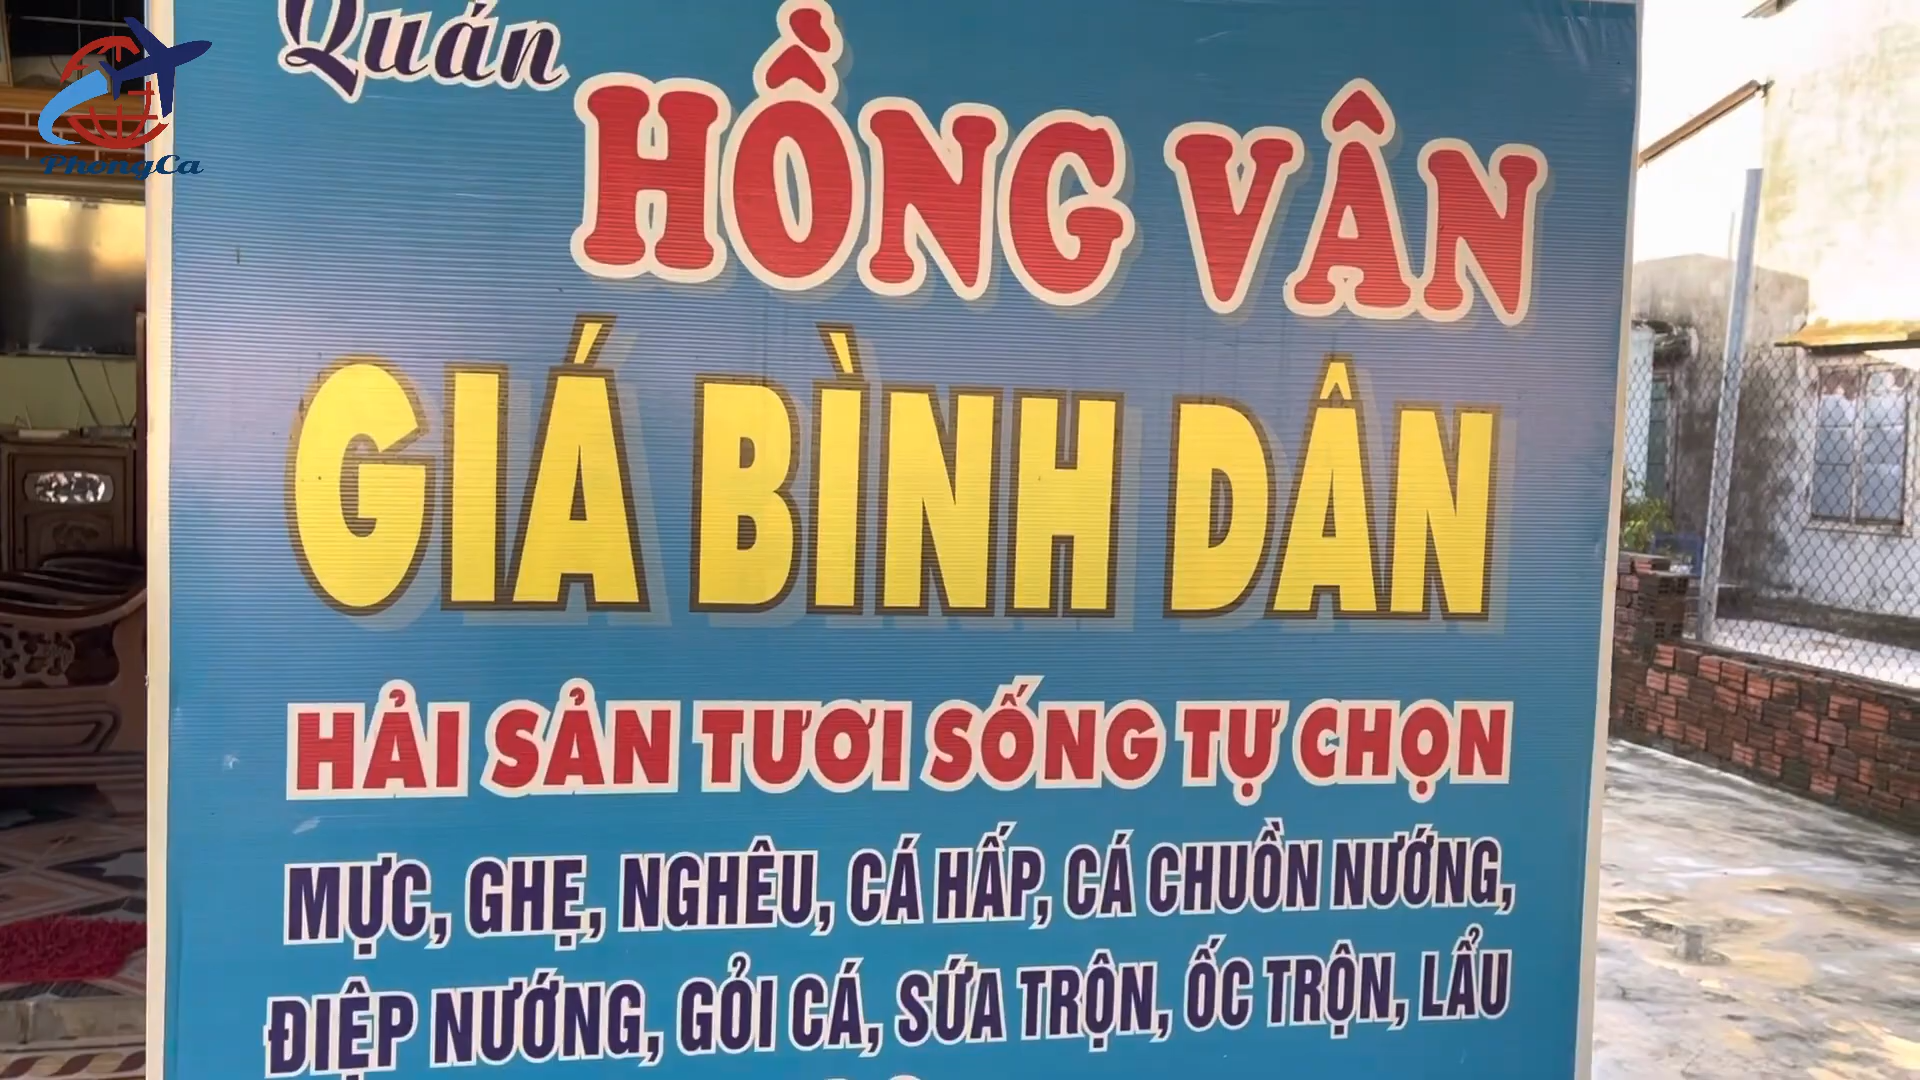 PhongCa
Quán
HỒNG VÂN
GIÁ BÌNH DÂN
HẢI SẢN TƯƠI SỐNG TỰ CHỌN
MỰC, GHẸ, NGHÊU, CÁ HẤP, CÁ CHUỒN NƯỚNG,
ĐIỆP NƯỚNG, GỎI CÁ, SỨA TRỘN, ỐC TRỘN, LẨU